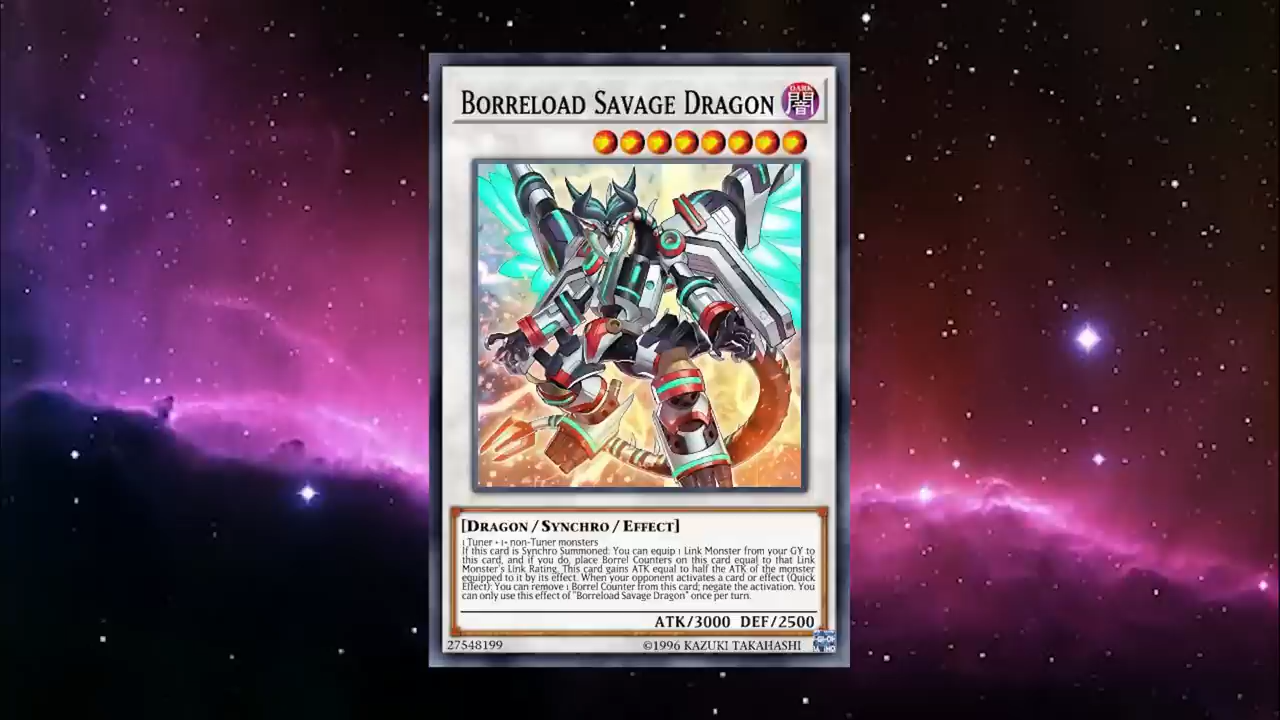 BORRELOAD SAVAGE DRAGON
DARK
闇
[DRAGON / SYNCHRO / EFFECT]
1 Tuner + 1+ non-Tuner monsters
If this card is Synchro Summoned: You can equip 1 Link Monster from your GY to
this card, and if you do, place Borrel Counters on this card equal to that Link
Monster's Link Rating. This card gains ATK equal to half the ATK of the monster
equipped to it by its effect. When your opponent activates a card or effect (Quick
Effect): You can remove 1 Borrel Counter from this card; negate the activation. You
can only use this effect of "Borreload Savage Dragon" once per turn.
ATK/3000 DEF/2500
27548199 ©1996 KAZUKI TAKAHASHI